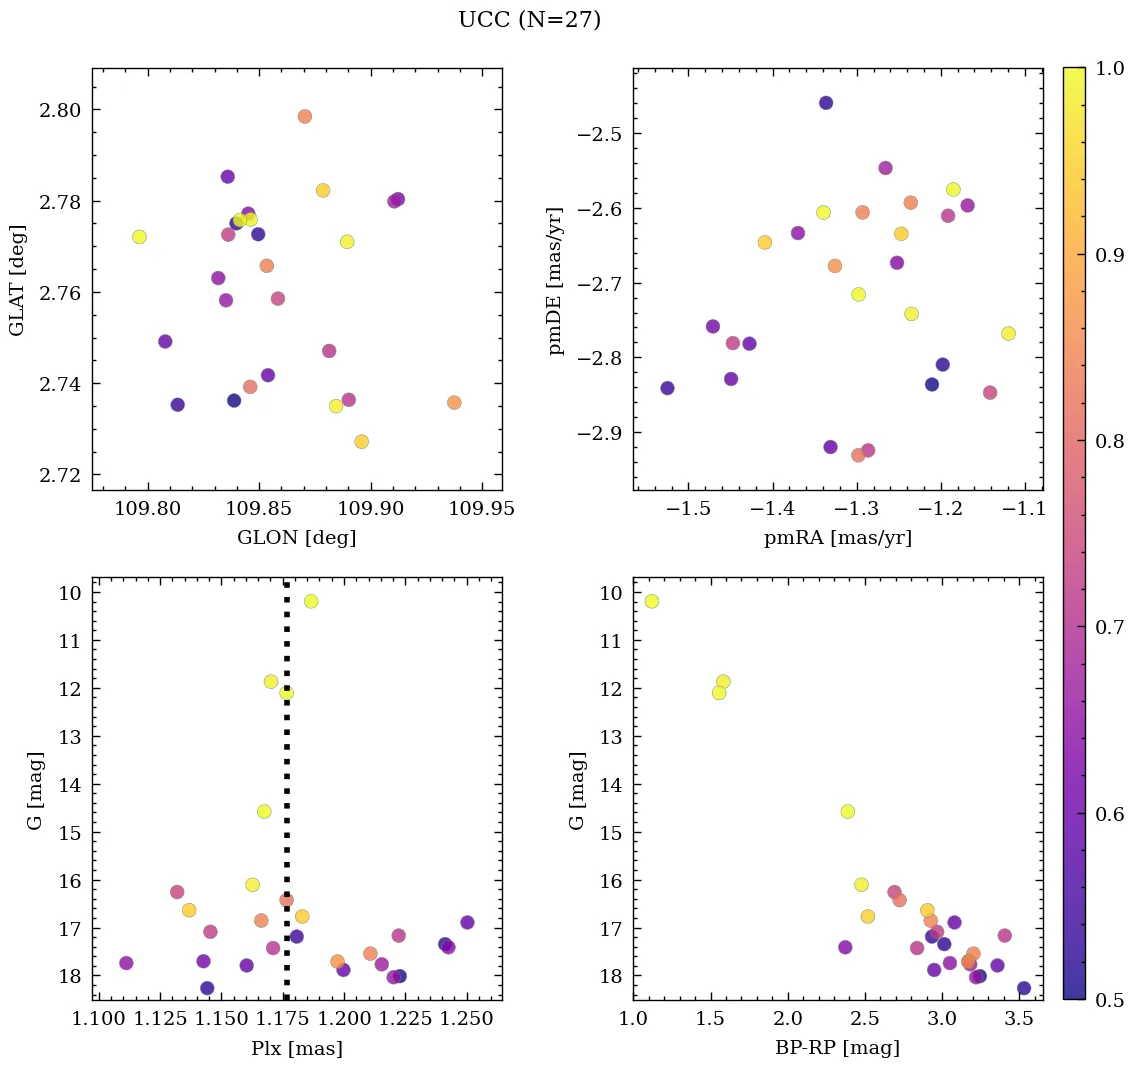 UCC (N=27)
2.80
2.78
2.76
2.74
2.72
GLAT [deg]
109.80 109.85 109.90 109.95
GLON [deg]
−2.5
−2.6
−2.7
−2.8
−2.9
pmDE [mas/yr]
−1.5 −1.4 −1.3 −1.2 −1.1
pmRA [mas/yr]
10
11
12
13
14
15
16
17
18
G [mag]
1.100 1.125 1.150 1.175 1.200 1.225 1.250
Plx [mas]
10
11
12
13
14
15
16
17
18
G [mag]
1.0 1.5 2.0 2.5 3.0 3.5
BP-RP [mag]
1.0
0.9
0.8
0.7
0.6
0.5